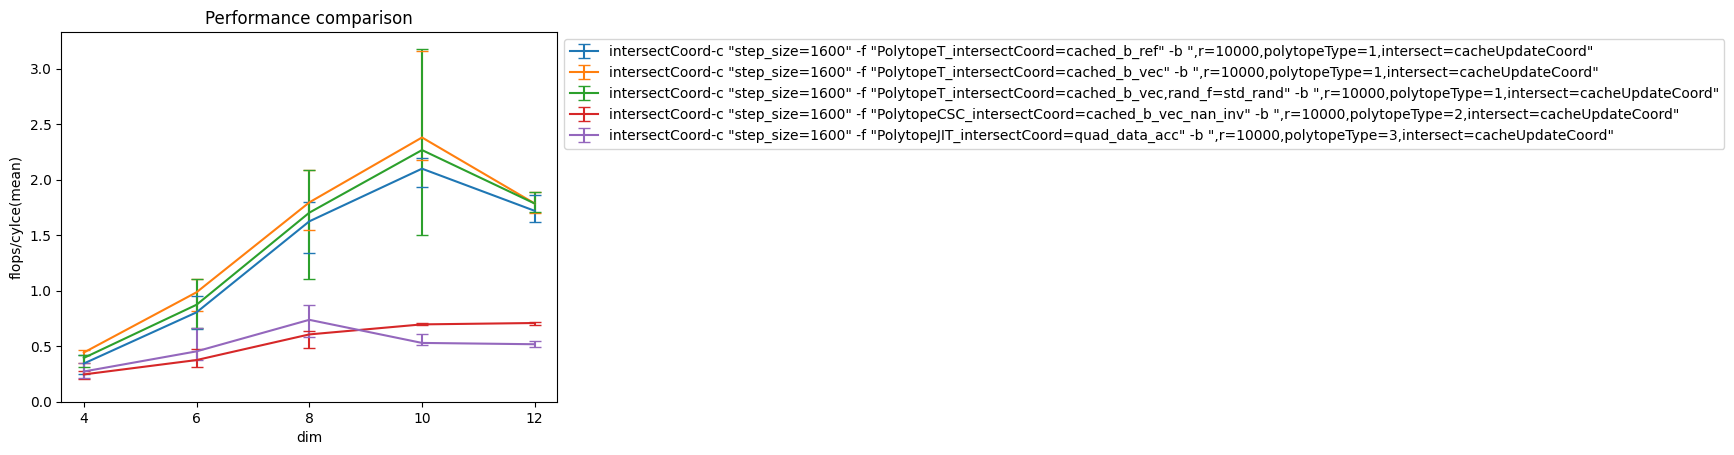 Performance comparison
3.0
2.5
2.0
1.5
1.0
0.5
0.0
flops/cylce(mean)
4 6 8 10 12
dim
intersectCoord-c "step_size=1600" -f "PolytopeT_intersectCoord=cached_b_ref" -b ",r=10000,polytopeType=1,intersect=cacheUpdateCoord"
intersectCoord-c "step_size=1600" -f "PolytopeT_intersectCoord=cached_b_vec" -b ",r=10000,polytopeType=1,intersect=cacheUpdateCoord"
intersectCoord-c "step_size=1600" -f "PolytopeT_intersectCoord=cached_b_vec,rand_f=std_rand" -b ",r=10000,polytopeType=1,intersect=cacheUpdateCoord"
intersectCoord-c "step_size=1600" -f "PolytopeCSC_intersectCoord=cached_b_vec_nan_inv" -b ",r=10000,polytopeType=2,intersect=cacheUpdateCoord"
intersectCoord-c "step_size=1600" -f "PolytopeJIT_intersectCoord=quad_data_acc" -b ",r=10000,polytopeType=3,intersect=cacheUpdateCoord"